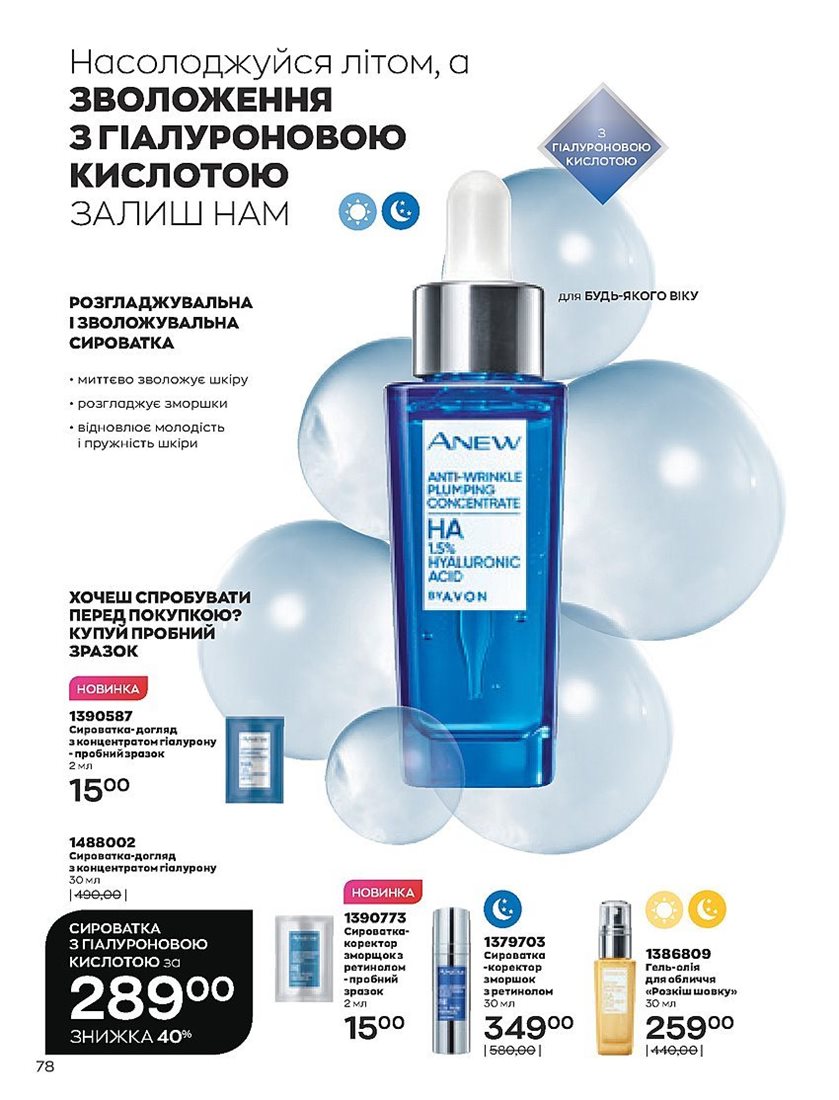 Насолоджуйся літом, а
ЗВОЛОЖЕННЯ
З ГІАЛУРОНОВОЮ
КИСЛОТОЮ
ЗАЛИШ НАМ
З
ГІАЛУРОНОВОЮ
КИСЛОТОЮ
для БУДЬ-ЯКОГО ВІКУ
РОЗГЛАДЖУВАЛЬНА
І ЗВОЛОЖУВАЛЬНА
СИРОВАТКА
• миттєво зволожує шкіру
• розгладжує зморшки
• відновлює молодість
і пружність шкіри
ANEW
ANTI-WRINKLE
PLUMPING
CONCENTRATE
HA
1.5%
HYALURONIC
ACID
BY AVON
ХОЧЕШ СПРОБУВАТИ
ПЕРЕД ПОКУПКОЮ?
КУПУЙ ПРОБНИЙ
ЗРАЗОК
НОВИНКА
1390587
Сироватка-догляд
з концентратом гіалурону
- пробний зразок
2 мл
15⁰⁰
1488002
Сироватка-догляд
з концентратом гіалурону
30 мл
| 490,00 |
СИРОВАТКА
З ГІАЛУРОНОВОЮ
КИСЛОТОЮ за
289⁰⁰
ЗНИЖКА 40%
НОВИНКА
1390773
Сироватка-
коректор
зморщок з
ретинолом
- пробний
зразок
2 мл
15⁰⁰
1379703
Сироватка
-коректор
зморшок
з ретинолом
30 мл
349⁰⁰
| 580,00 |
1386809
Гель-олія
для обличчя
«Розкіш шовку»
30 мл
259⁰⁰
| 440,00 |
78